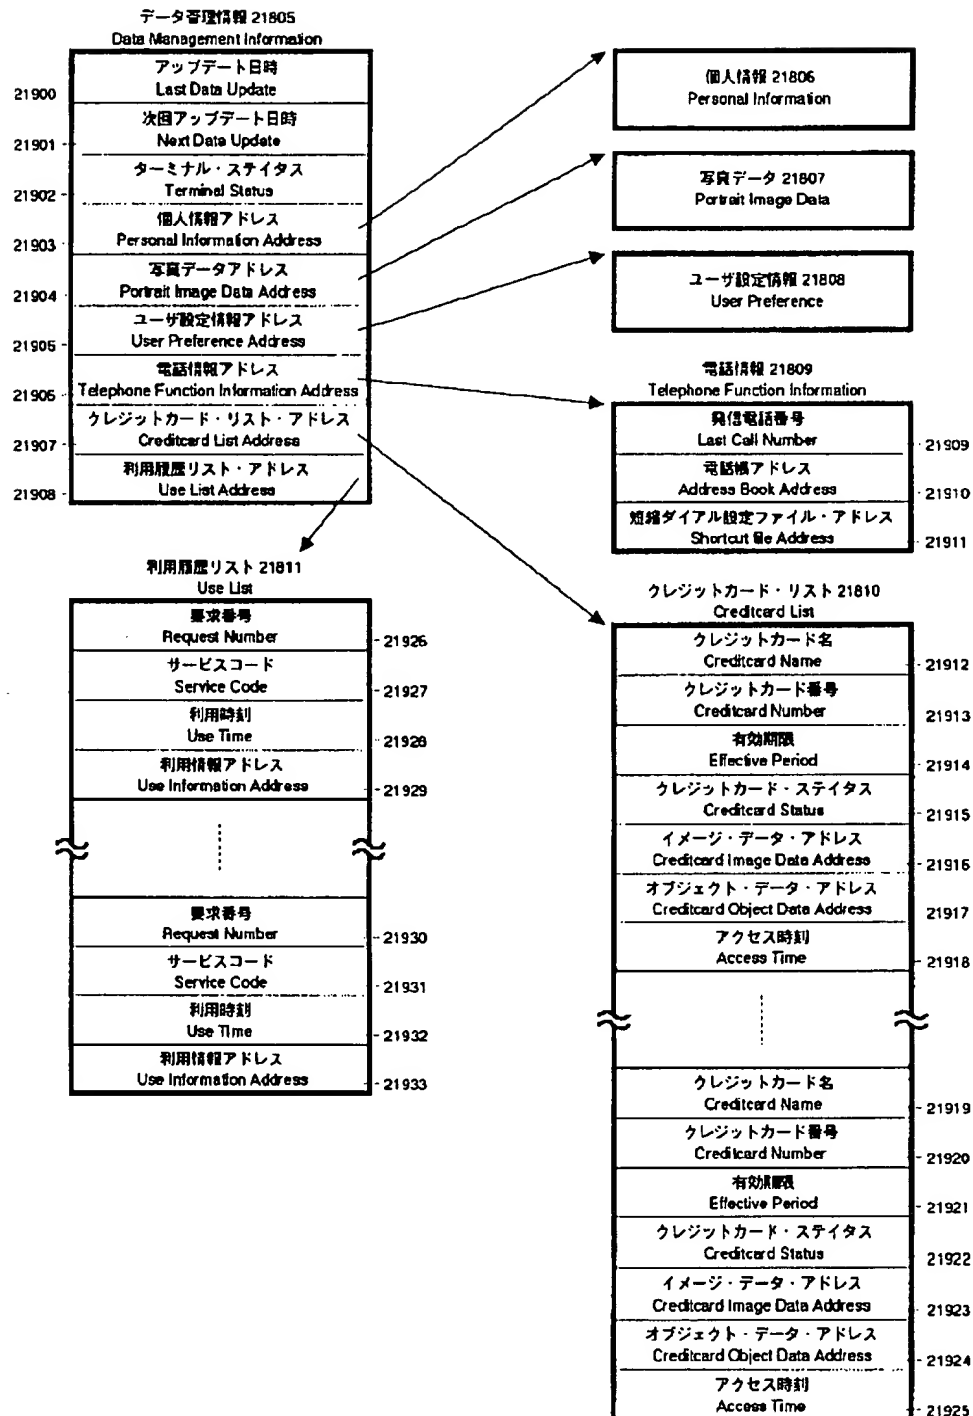 データ管理情報 21805
Data Management Information
アップデート日時
Last Data Update
21900
次回アップデート日時
Next Data Update
21901
ターミナル・ステイタス
Terminal Status
21902
個人情報アドレス
Personal Information Address
21903
写真データアドレス
Portrait Image Data Address
21904
ユーザ設定情報アドレス
User Preference Address
21905
電話情報アドレス
Telephone Function Information Address
21906
クレジットカード・リスト・アドレス
Creditcard List Address
21907
利用履歴リスト・アドレス
Use List Address
21908
個人情報 21806
Personal Information
写真データ 21807
Portrait Image Data
ユーザ設定情報 21808
User Preference
電話情報 21809
Telephone Function Information
発信電話番号
Last Call Number
21909
電話帳アドレス
Address Book Address
21910
短縮ダイアル設定ファイル・アドレス
Shortcut file Address
21911
利用履歴リスト 21811
Use List
要求番号
Request Number
21926
サービスコード
Service Code
21927
利用時刻
Use Time
21928
利用情報アドレス
Use Information Address
21929
要求番号
Request Number
21930
サービスコード
Service Code
21931
利用時刻
Use Time
21932
利用情報アドレス
Use Information Address
21933
クレジットカード・リスト 21810
Creditcard List
クレジットカード名
Creditcard Name
21912
クレジットカード番号
Creditcard Number
21913
有効期限
Effective Period
21914
クレジットカード・ステイタス
Creditcard Status
21915
イメージ・データ・アドレス
Creditcard Image Data Address
21916
オブジェクト・データ・アドレス
Creditcard Object Data Address
21917
アクセス時刻
Access Time
21918
クレジットカード名
Creditcard Name
21919
クレジットカード番号
Creditcard Number
21920
有効期限
Effective Period
21921
クレジットカード・ステイタス
Creditcard Status
21922
イメージ・データ・アドレス
Creditcard Image Data Address
21923
オブジェクト・データ・アドレス
Creditcard Object Data Address
21924
アクセス時刻
Access Time
21925